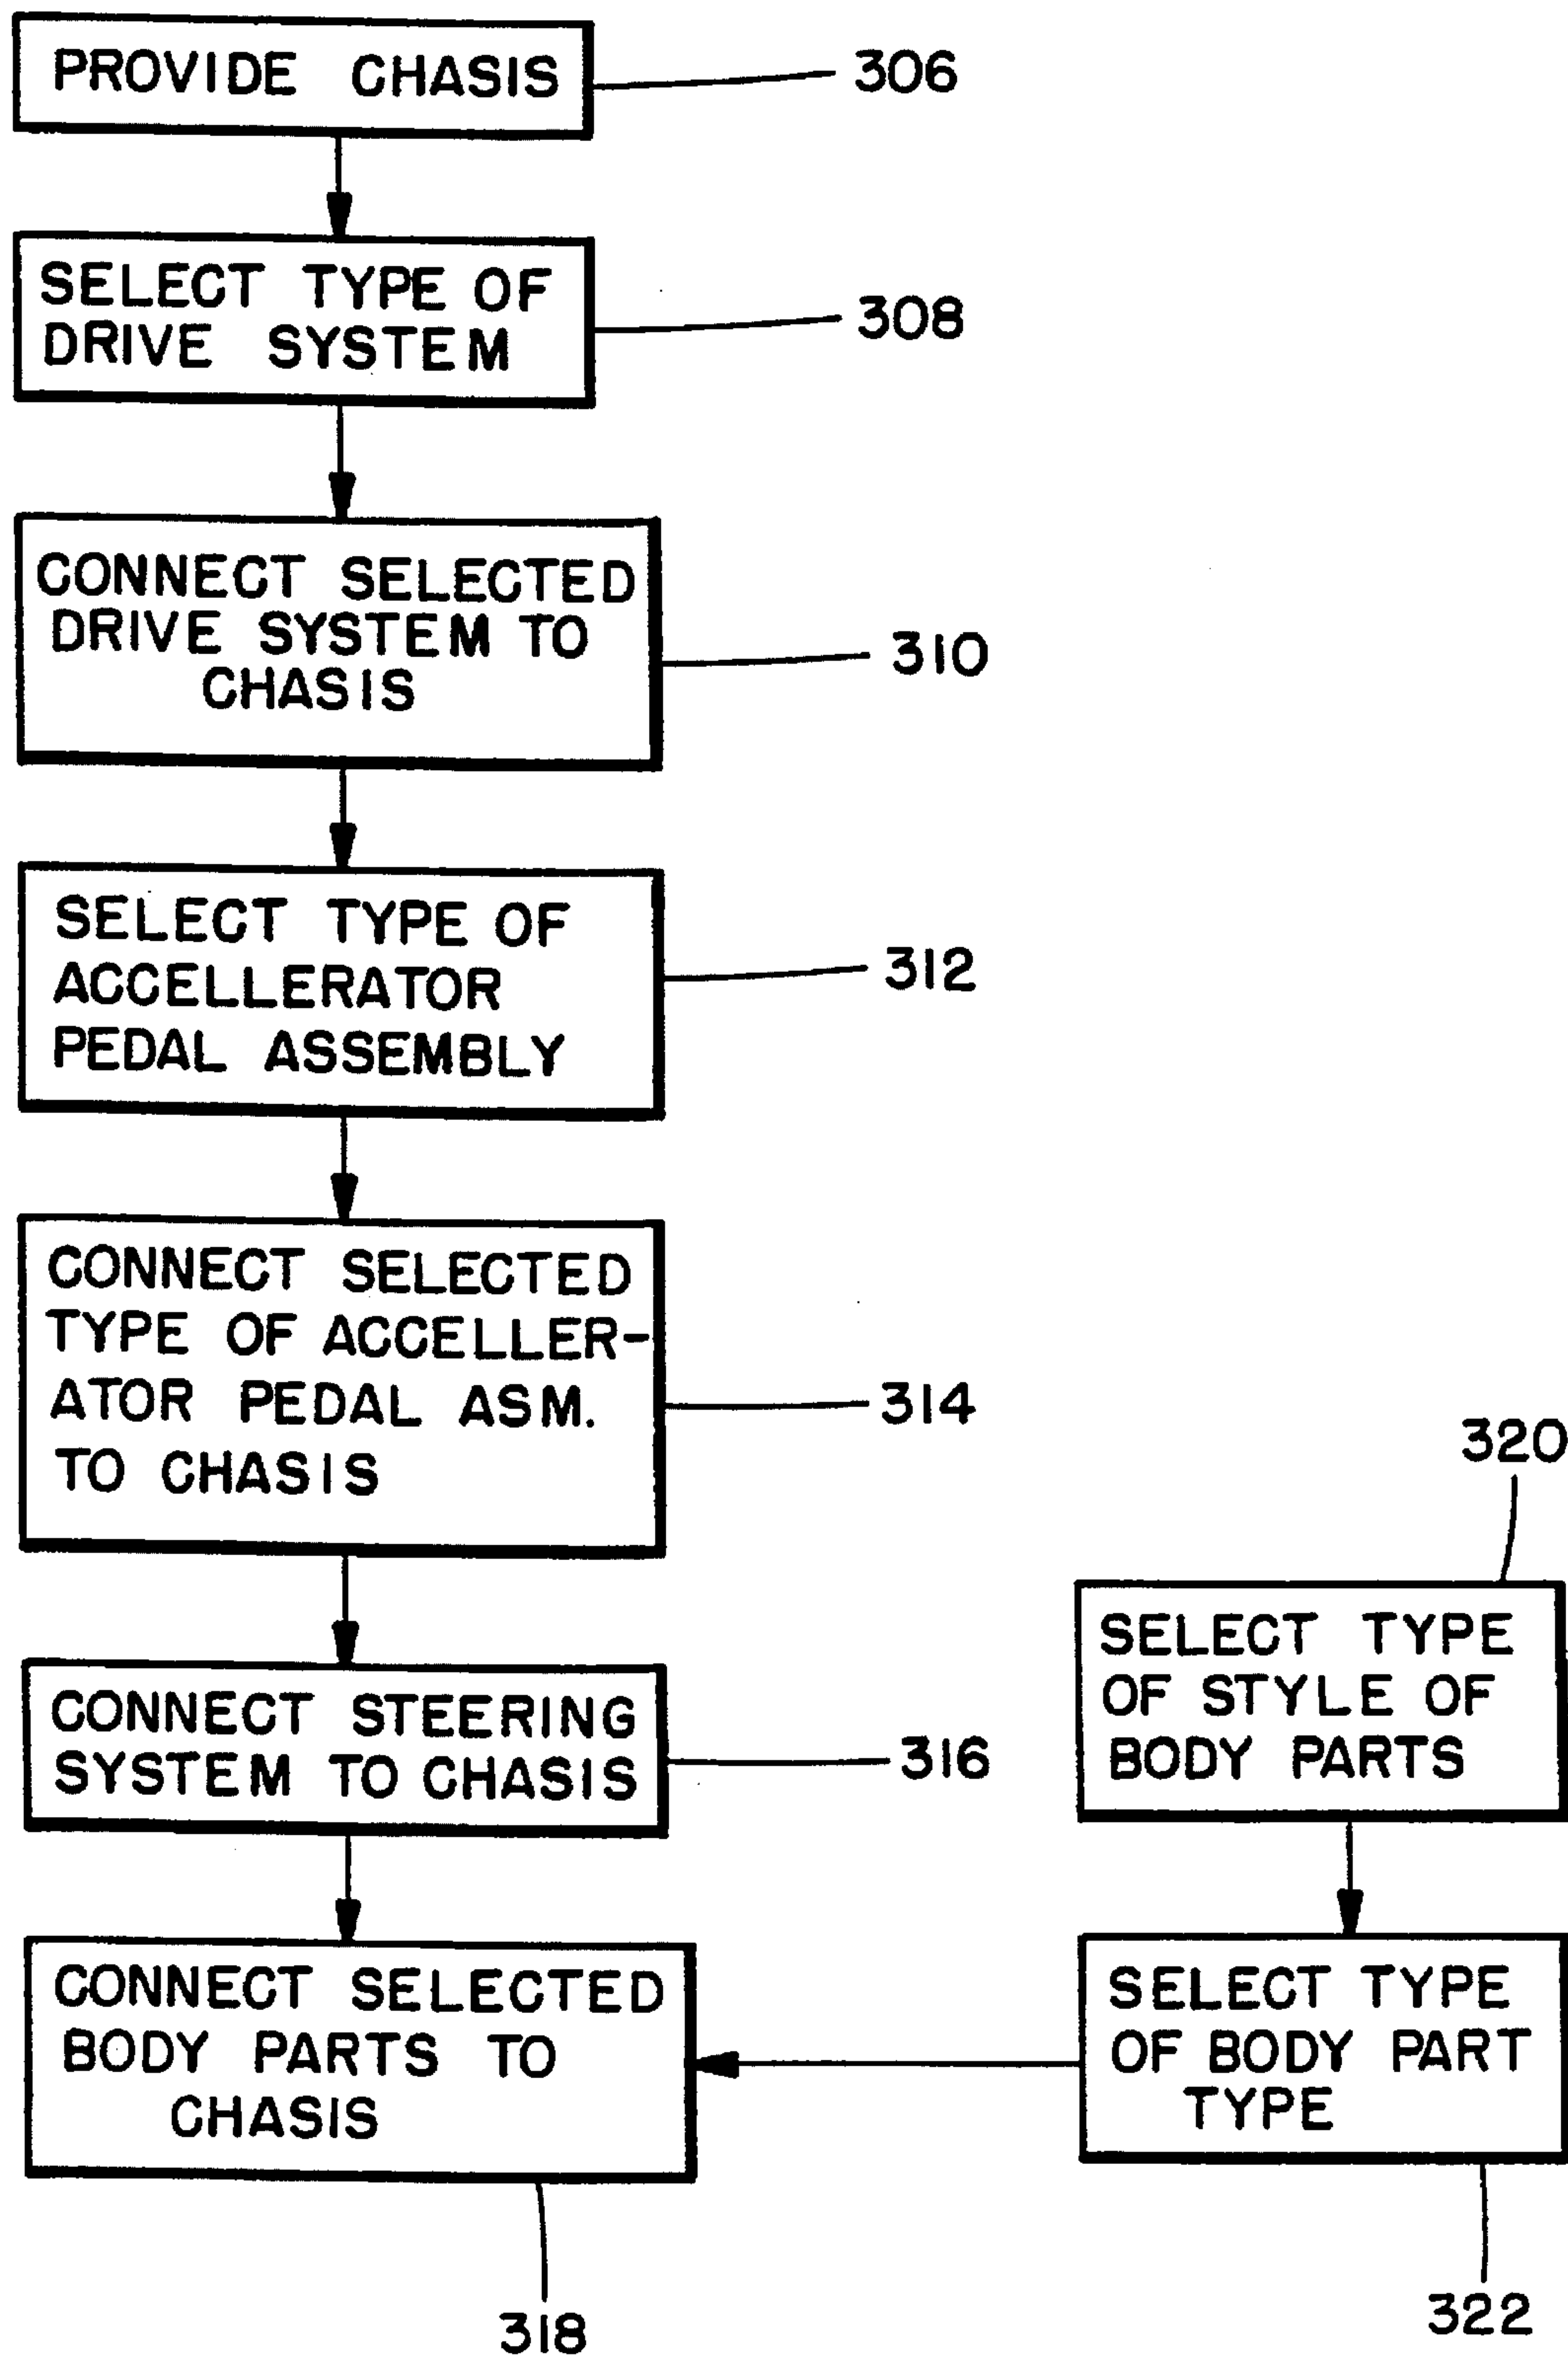 PROVIDE CHASIS
306
SELECT TYPE OF
DRIVE SYSTEM
308
CONNECT SELECTED
DRIVE SYSTEM TO
CHASIS
310
SELECT TYPE OF
ACCELLERATOR
PEDAL ASSEMBLY
312
CONNECT SELECTED
TYPE OF ACCELLER-
ATOR PEDAL ASM.
TO CHASIS
314
CONNECT STEERING
SYSTEM TO CHASIS
316
320
SELECT TYPE
OF STYLE OF
BODY PARTS
SELECT TYPE
OF BODY PART
TYPE
322
CONNECT SELECTED
BODY PARTS TO
CHASIS
318